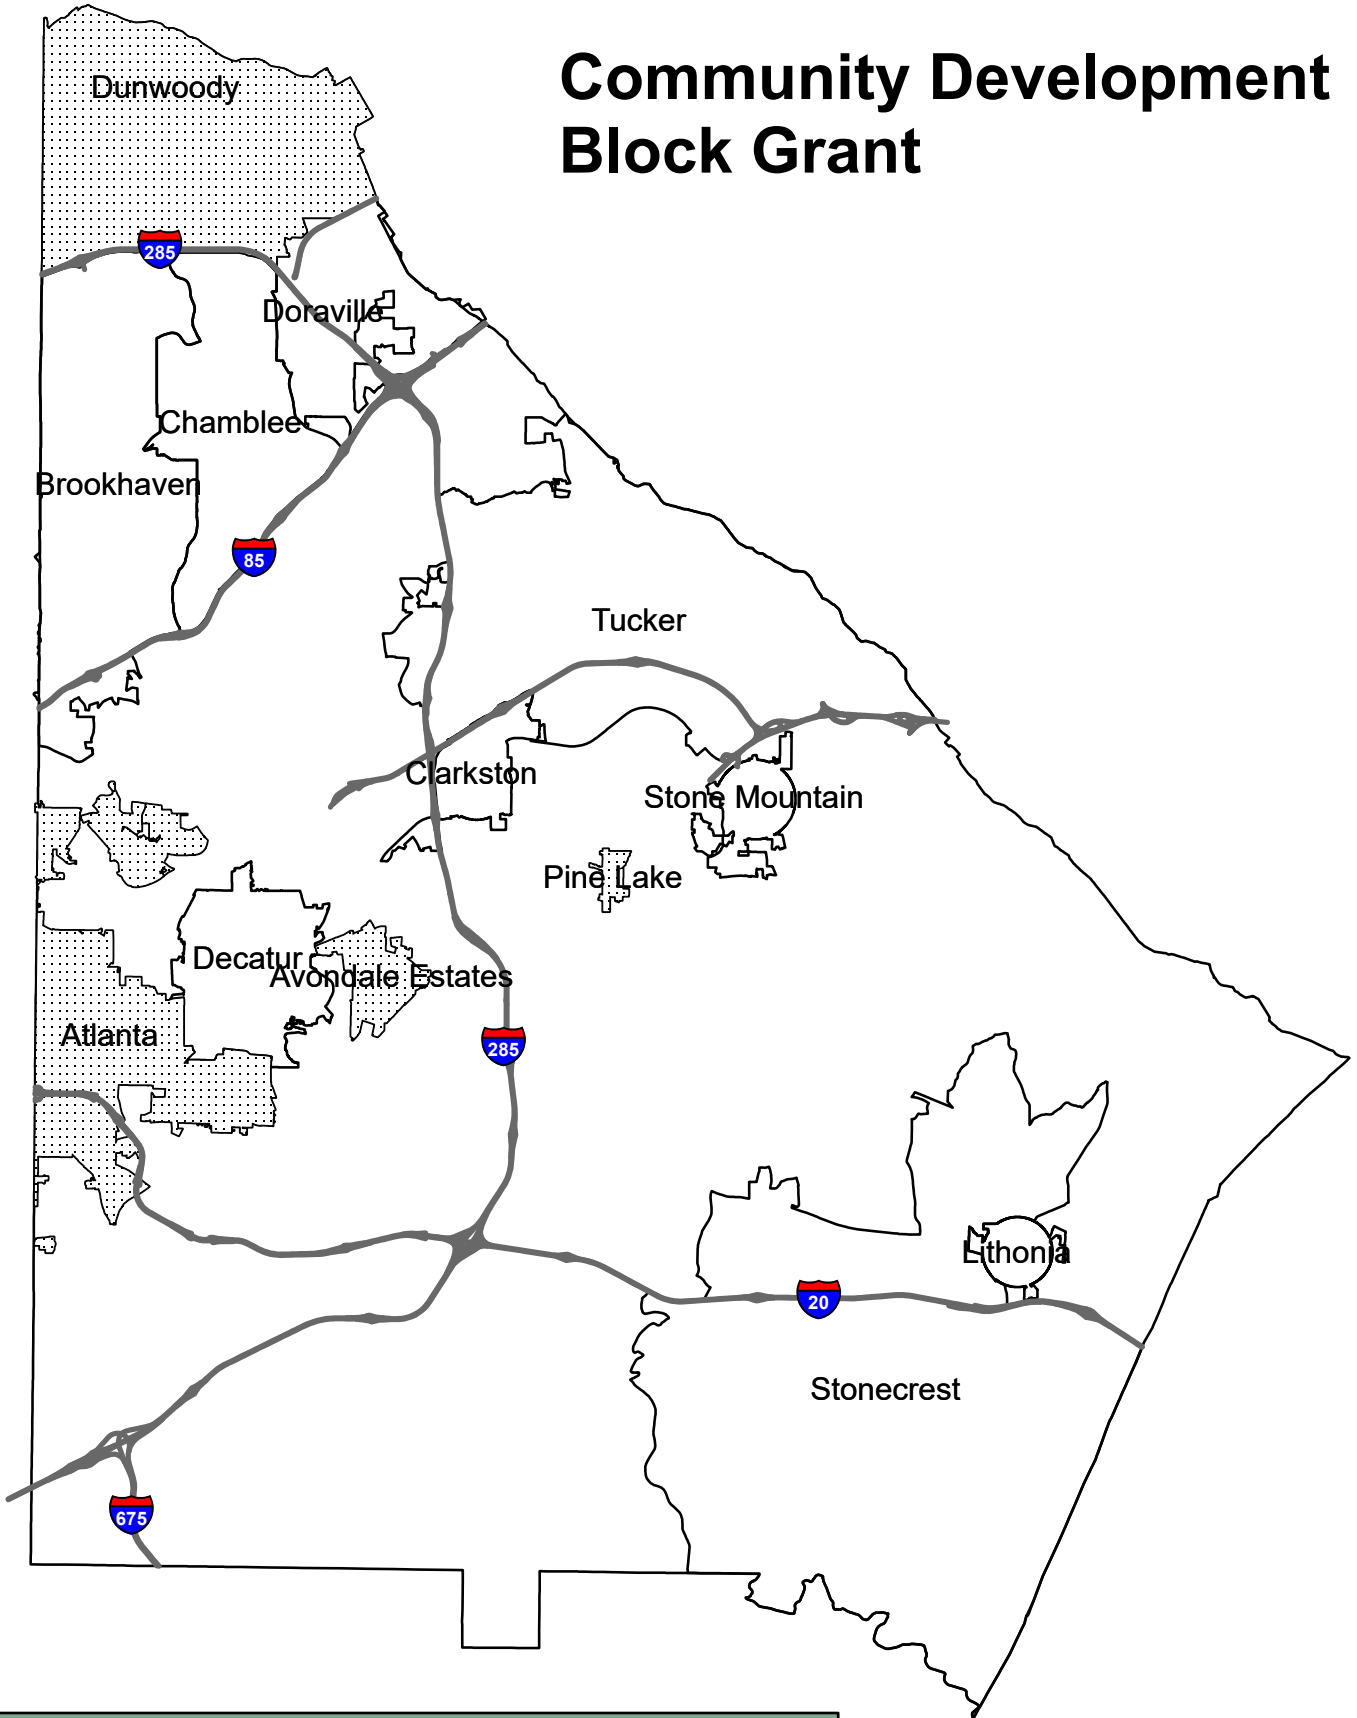 Community Development
Block Grant
Dunwoody
285
Doraville
Chamblee
Brookhaven
85
Tucker
Clarkston
Stone Mountain
Pine Lake
Decatur
Avondale Estates
Atlanta
285
Lithonia
20
Stonecrest
675